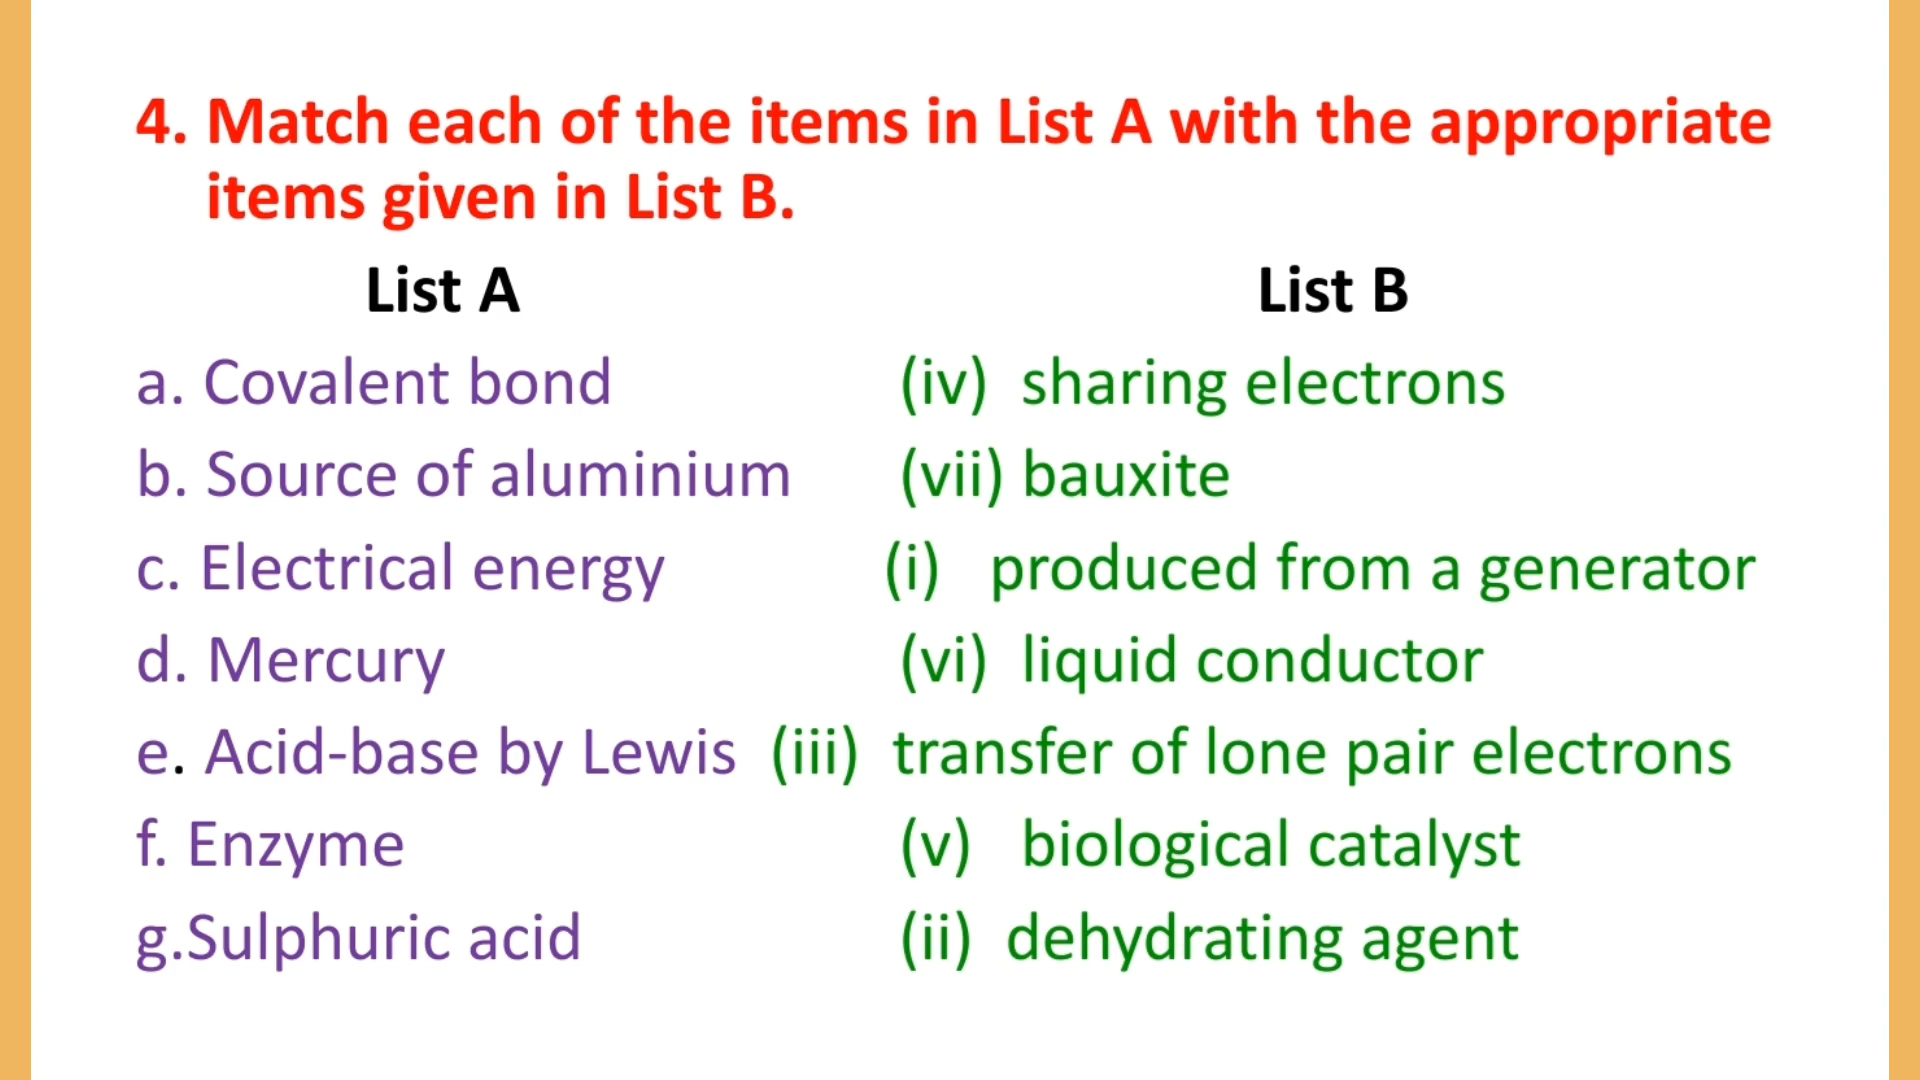 4. Match each of the items in List A with the appropriate
items given in List B.
List A List B
a. Covalent bond (iv) sharing electrons
b. Source of aluminium (vii) bauxite
c. Electrical energy (i) produced from a generator
d. Mercury (vi) liquid conductor
e. Acid-base by Lewis (iii) transfer of lone pair electrons
f. Enzyme (v) biological catalyst
g.Sulphuric acid (ii) dehydrating agent